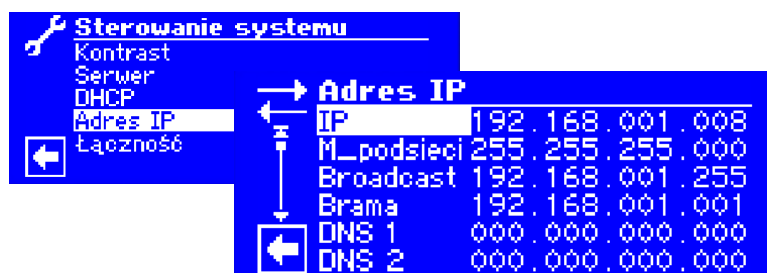 Sterowanie systemu
Kontrast
Serwer
DHCP
Adres IP
Łączność
Adres IP
IP 192.168.001.008
M_podsieci 255.255.255.000
Broadcast 192.168.001.255
Brama 192.168.001.001
DNS 1 000.000.000.000
DNS 2 000.000.000.000